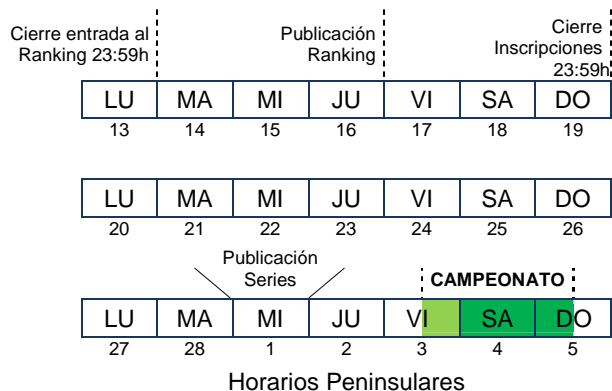 Cierre entrada al
Ranking 23:59h
Publicación
Ranking
Cierre
Inscripciones
23:59h
LU MA MI JU VI SA DO
13 14 15 16 17 18 19
LU MA MI JU VI SA DO
20 21 22 23 24 25 26
Publicación
Series
CAMPEONATO
LU MA MI JU VI SA DO
27 28 1 2 3 4 5
Horarios Peninsulares